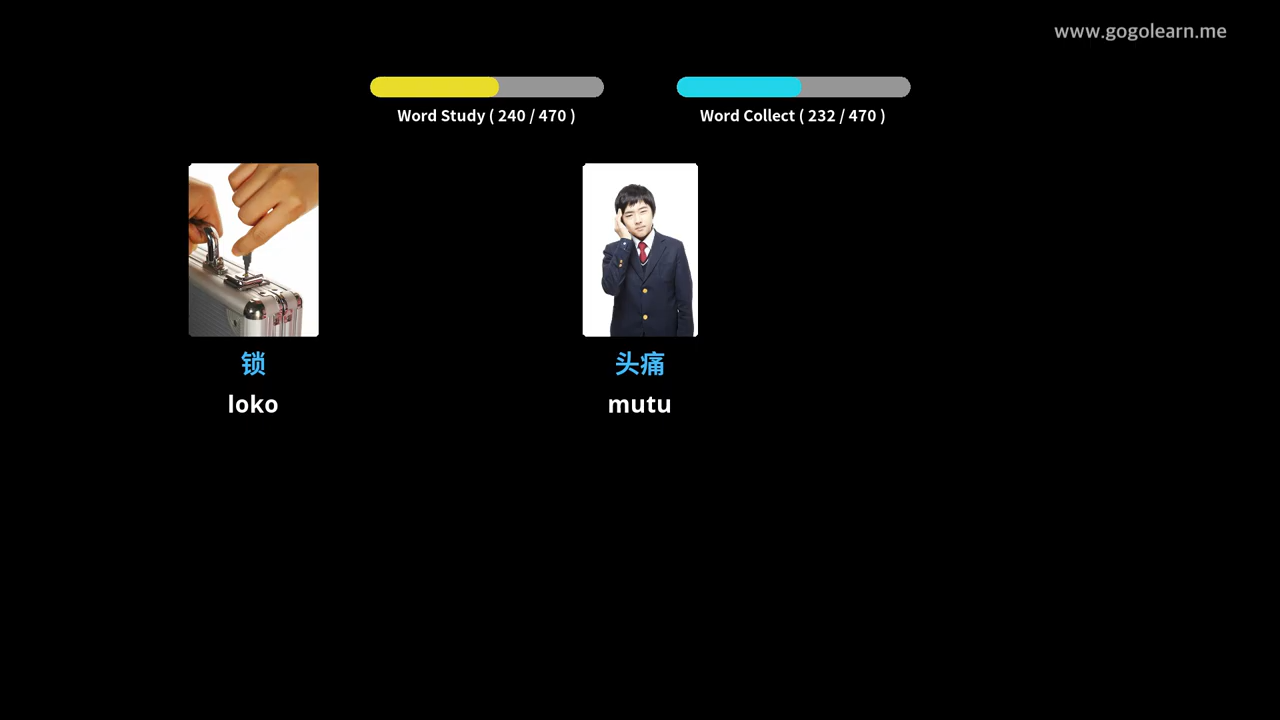 www.gogolearn.me
Word Study ( 240 / 470 )
Word Collect ( 232 / 470 )
锁
头痛
loko
mutu